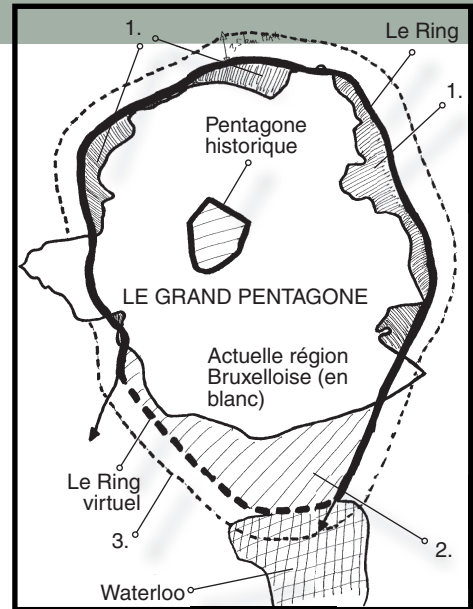 1.
Le Ring
1.
Pentagone
historique
LE GRAND PENTAGONE
Actuelle région
Bruxelloise (en
blanc)
Le Ring
virtuel
3.
2.
Waterloo